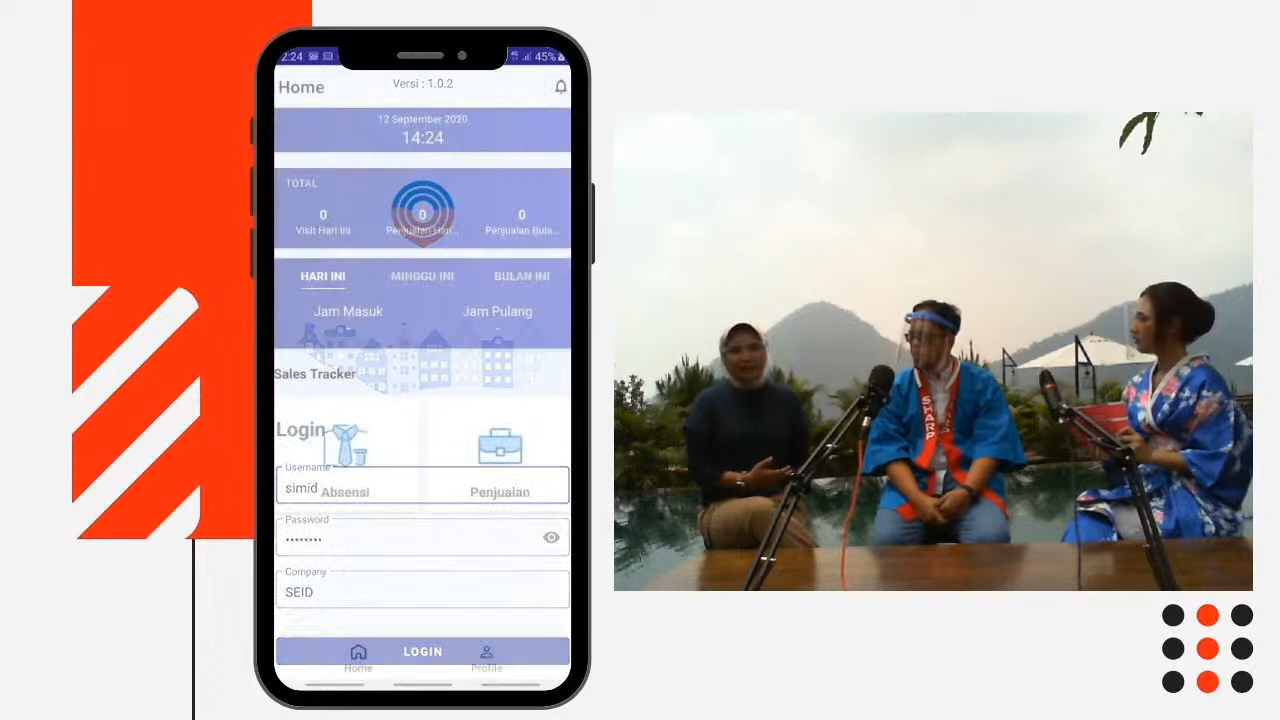 2:24
45%
Home
Versi : 1.0.2
12 September 2020
14:24
TOTAL
0
0
0
Visit Hari Ini
Penjualan Hari...
Penjualan Bula...
HARI INI
MINGGU INI
BULAN INI
Jam Masuk
Jam Pulang
-
Sales Tracker
Login
Username
simid
Absensi
Penjualan
Password
••••••••
Company
SEID
LOGIN
Home
Profile
SHARP